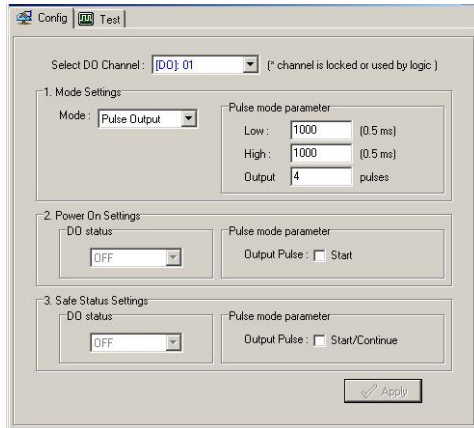 Config Test
Select DO Channel : [DO]: 01 (* channel is locked or used by logic )
1. Mode Settings
Mode : Pulse Output
Pulse mode parameter
Low : 1000 (0.5 ms)
High : 1000 (0.5 ms)
Output 4 pulses
2. Power On Settings
DO status
OFF
Pulse mode parameter
Output Pulse : Start
3. Safe Status Settings
DO status
OFF
Pulse mode parameter
Output Pulse : Start/Continue
Apply